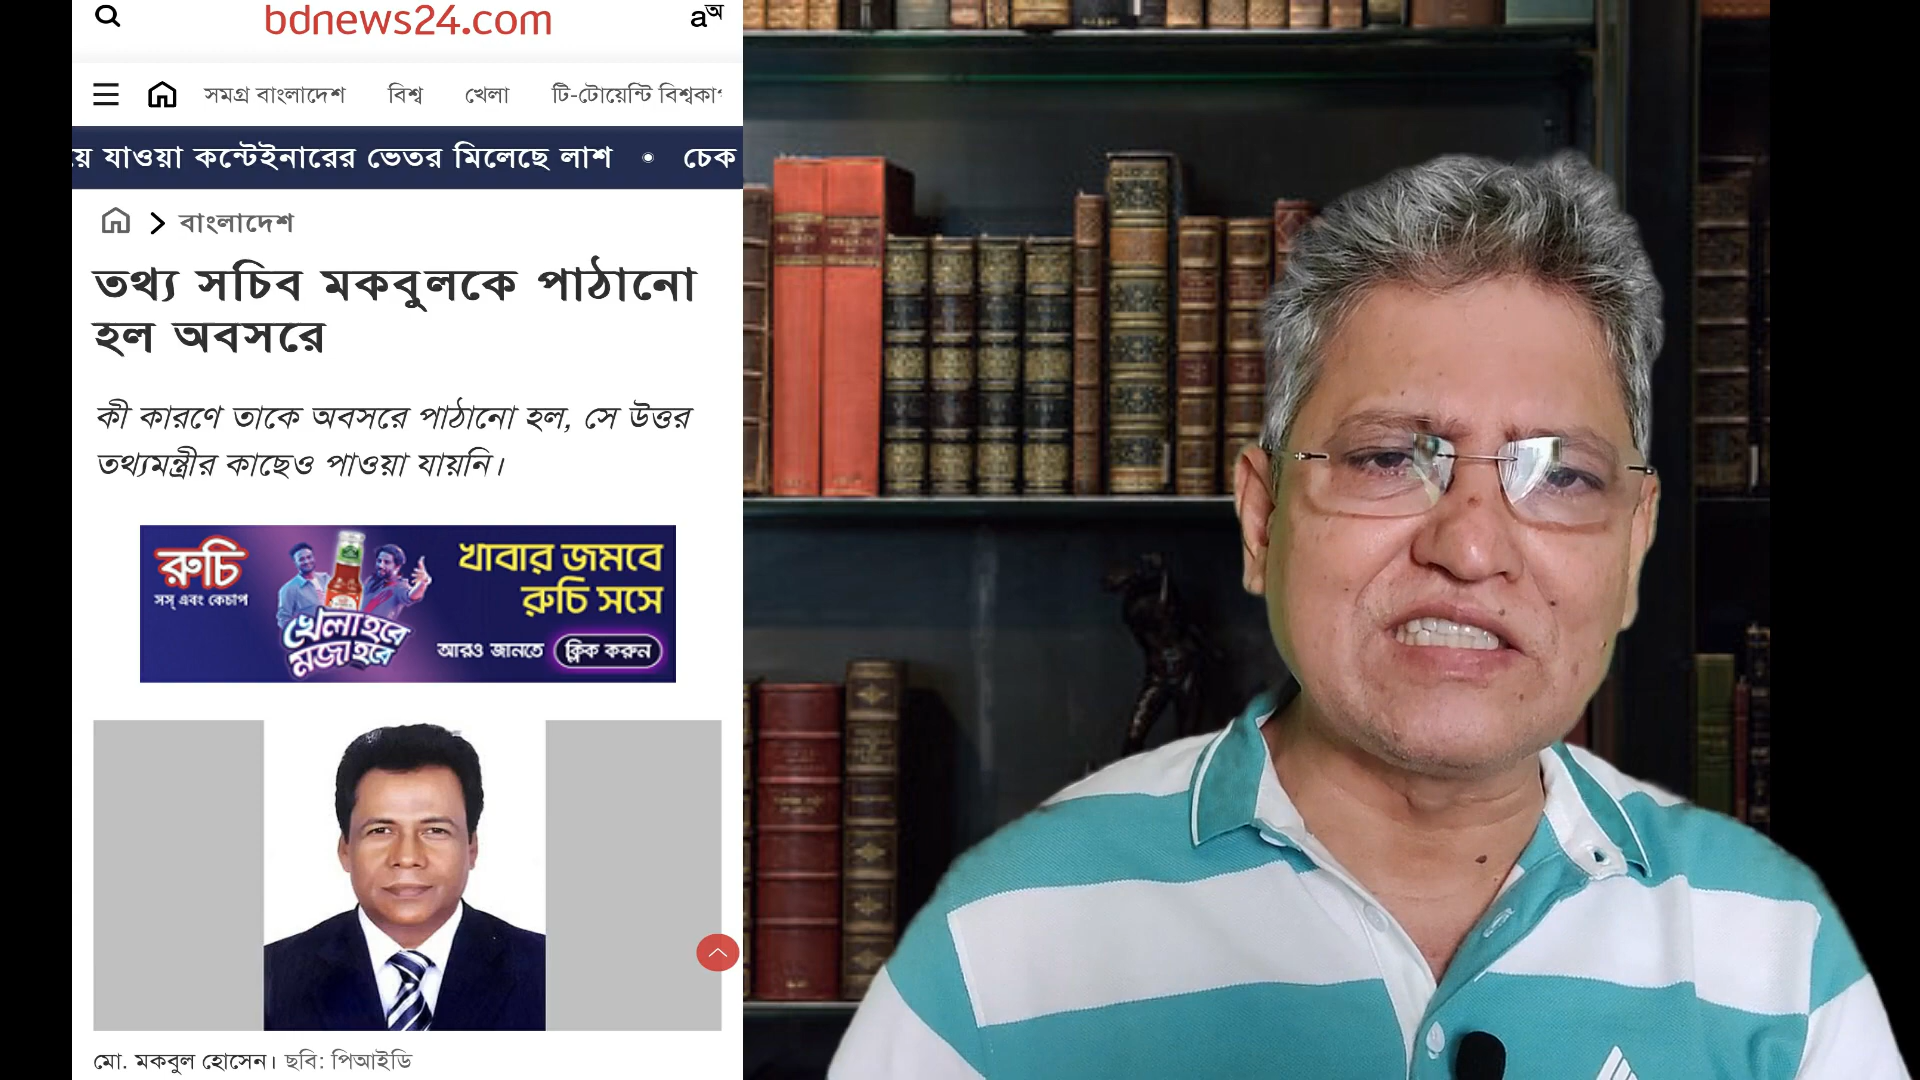 bdnews24.com
aঅ
সমগ্র বাংলাদেশ বিশ্ব খেলা টি-টোয়েন্টি
যাওয়া কন্টেইনারের ভেতর মিলেছে লাশ চেক
বাংলাদেশ
তথ্য সচিব মকবুলকে পাঠানো
হল অবসরে
কী কারণে তাকে অবসরে পাঠানো হল, সে উত্তর
তথ্যমন্ত্রীর কাছেও পাওয়া যায়নি।
রুচি
সস্ এবং কেচাপ
খেলা হবে
মজা হবে
খাবার জমবে
রুচি সসে
আরও জানতে ক্লিক করুন
মো. মকবুল হোসেন। ছবি: পিআইডি